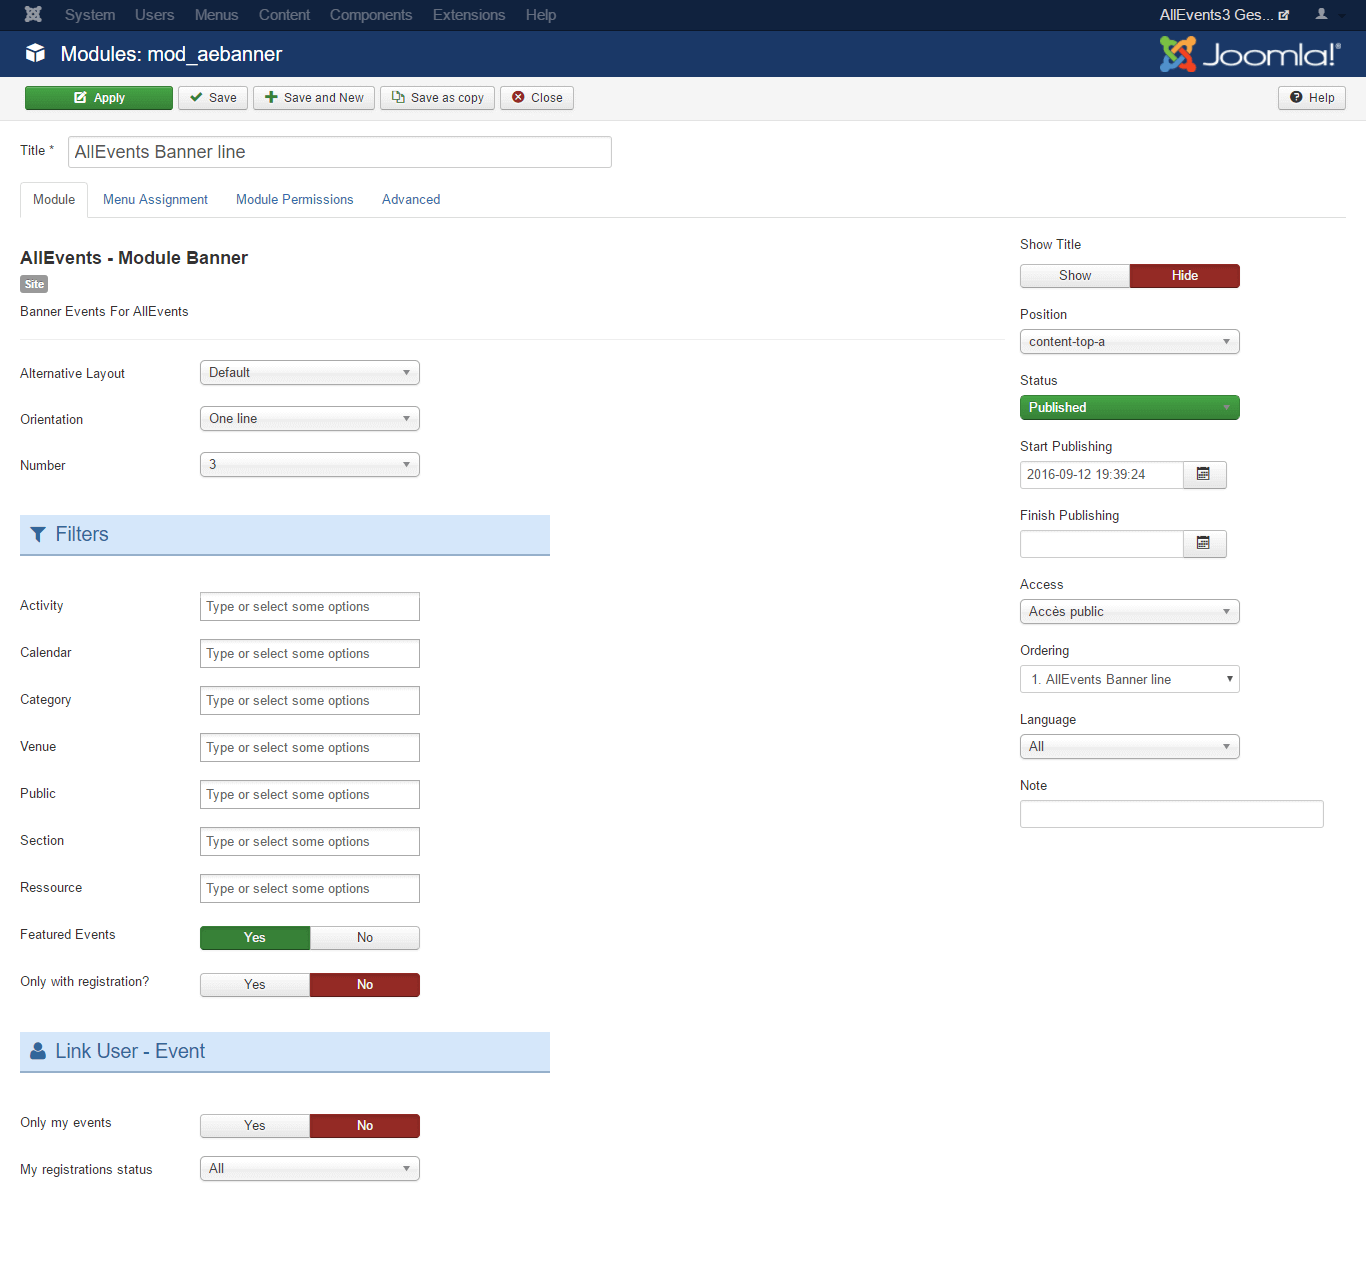 System Users Menus Content Components Extensions Help AllEvents3 Ges...
Modules: mod_aebanner Joomla!®
Apply Save Save and New Save as copy Close Help
Title * AllEvents Banner line
Module Menu Assignment Module Permissions Advanced
AllEvents - Module Banner
Site
Banner Events For AllEvents
Alternative Layout Default
Orientation One line
Number 3
Filters
Activity Type or select some options
Calendar Type or select some options
Category Type or select some options
Venue Type or select some options
Public Type or select some options
Section Type or select some options
Ressource Type or select some options
Featured Events Yes No
Only with registration? Yes No
Link User - Event
Only my events Yes No
My registrations status All
Show Title
Show Hide
Position
content-top-a
Status
Published
Start Publishing
2016-09-12 19:39:24
Finish Publishing
Access
Accès public
Ordering
1. AllEvents Banner line
Language
All
Note